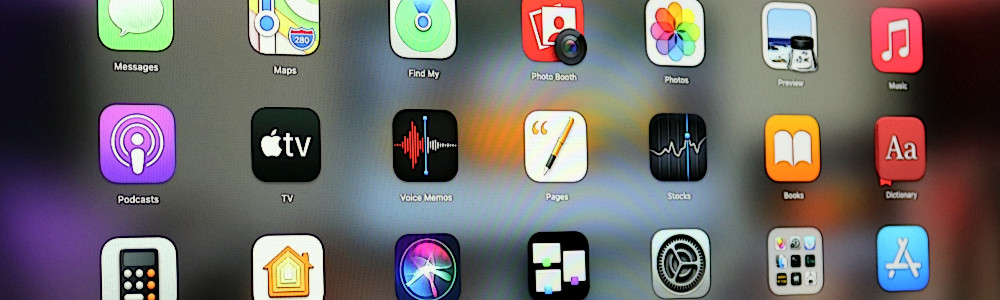 280
Messages
Maps
Find My
Photo Booth
Photos
Preview
Music
tv
“
Aa
Podcasts
TV
Voice Memos
Pages
Stocks
Books
Dictionary